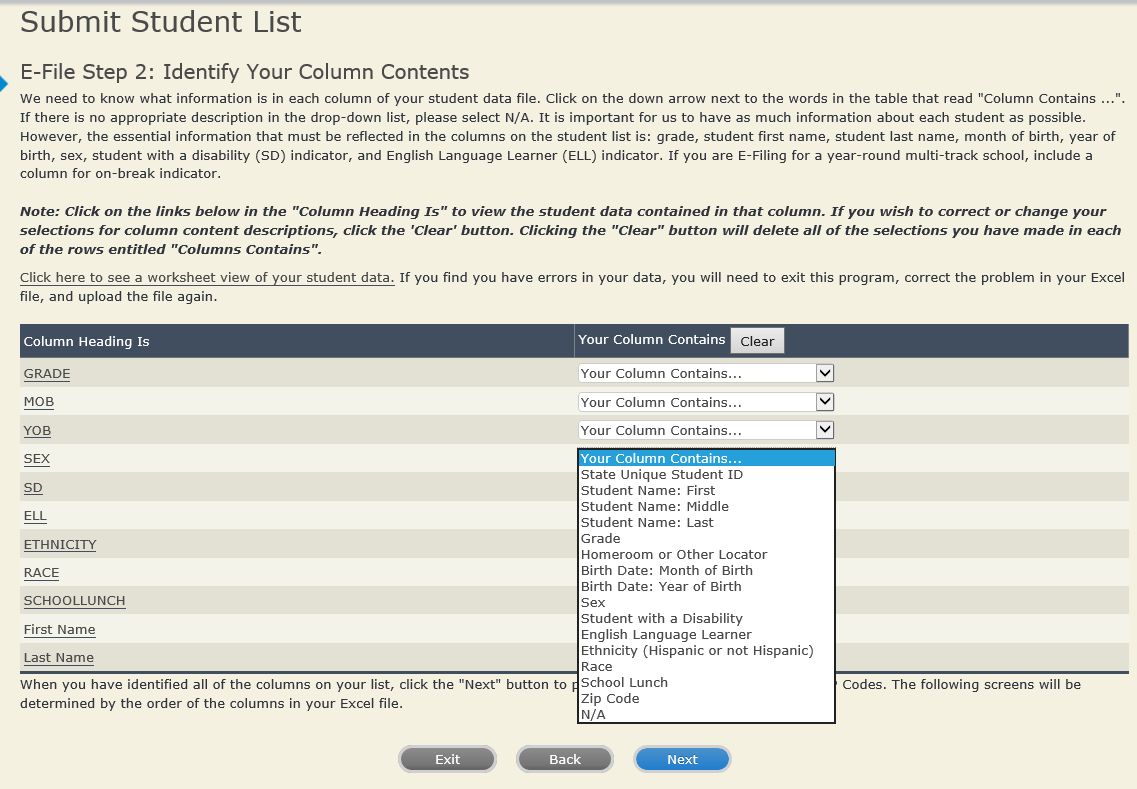 Submit Student List
E-File Step 2: Identify Your Column Contents
We need to know what information is in each column of your student data file. Click on the down arrow next to the words in the table that read "Column Contains ...".
If there is no appropriate description in the drop-down list, please select N/A. It is important for us to have as much information about each student as possible.
However, the essential information that must be reflected in the columns on the student list is: grade, student first name, student last name, month of birth, year of
birth, sex, student with a disability (SD) indicator, and English Language Learner (ELL) indicator. If you are E-Filing for a year-round multi-track school, include a
column for on-break indicator.
Note: Click on the links below in the "Column Heading Is" to view the student data contained in that column. If you wish to correct or change your
selections for column content descriptions, click the 'Clear' button. Clicking the "Clear" button will delete all of the selections you have made in each
of the rows entitled "Columns Contains".
Click here to see a worksheet view of your student data. If you find you have errors in your data, you will need to exit this program, correct the problem in your Excel
file, and upload the file again.
Column Heading Is Your Column Contains Clear
GRADE Your Column Contains...
MOB Your Column Contains...
YOB Your Column Contains...
SEX
SD
ELL
ETHNICITY
RACE
SCHOOLLUNCH
First Name
Last Name
Your Column Contains...
State Unique Student ID
Student Name: First
Student Name: Middle
Student Name: Last
Grade
Homeroom or Other Locator
Birth Date: Month of Birth
Birth Date: Year of Birth
Sex
Student with a Disability
English Language Learner
Ethnicity (Hispanic or not Hispanic)
Race
School Lunch
Zip Code
N/A
When you have identified all of the columns on your list, click the "Next" button to Codes. The following screens will be
determined by the order of the columns in your Excel file.
Exit Back Next